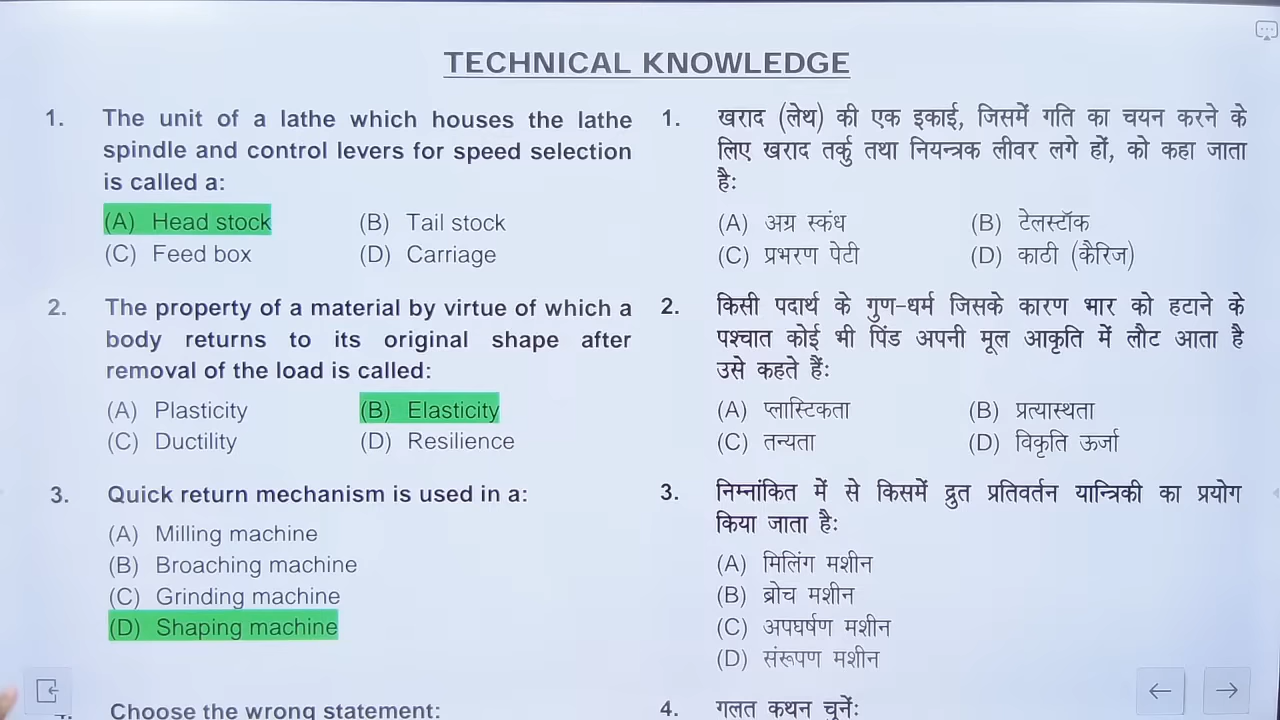 TECHNICAL KNOWLEDGE
1. The unit of a lathe which houses the lathe
spindle and control levers for speed selection
is called a:
(A) Head stock (B) Tail stock
(C) Feed box (D) Carriage
2. The property of a material by virtue of which a
body returns to its original shape after
removal of the load is called:
(A) Plasticity (B) Elasticity
(C) Ductility (D) Resilience
3. Quick return mechanism is used in a:
(A) Milling machine
(B) Broaching machine
(C) Grinding machine
(D) Shaping machine
4. Choose the wrong statement:
1. खराद (लेथ) की एक इकाई, जिसमें गति का चयन करने के
लिए खराद तर्कु तथा नियन्त्रक लीवर लगे हों, को कहा जाता
है:
(A) अग्र स्कंध (B) टेलस्टॉक
(C) प्रभरण पेटी (D) काठी (कैरिज)
2. किसी पदार्थ के गुण-धर्म जिसके कारण भार को हटाने के
पश्चात कोई भी पिंड अपनी मूल आकृति में लौट आता है
उसे कहते हैं:
(A) प्लास्टिकता (B) प्रत्यास्थता
(C) तन्यता (D) विकृति ऊर्जा
3. निम्नांकित में से किसमें द्रुत प्रतिवर्तन यान्त्रिकी का प्रयोग
किया जाता है:
(A) मिलिंग मशीन
(B) ब्रोच मशीन
(C) अपघर्षण मशीन
(D) संरूपण मशीन
4. गलत कथन चुनें: